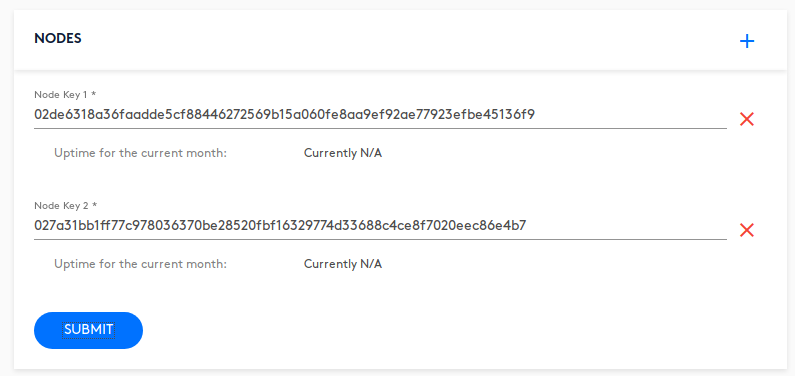 NODES
Node Key 1 *
02de6318a36faadde5cf88446272569b15a060fe8aa9ef92ae77923efbe45136f9
Uptime for the current month: Currently N/A
Node Key 2 *
027a31bb1ff77c978036370be28520fbf16329774d33688c4ce8f7020eec86e4b7
Uptime for the current month: Currently N/A
SUBMIT